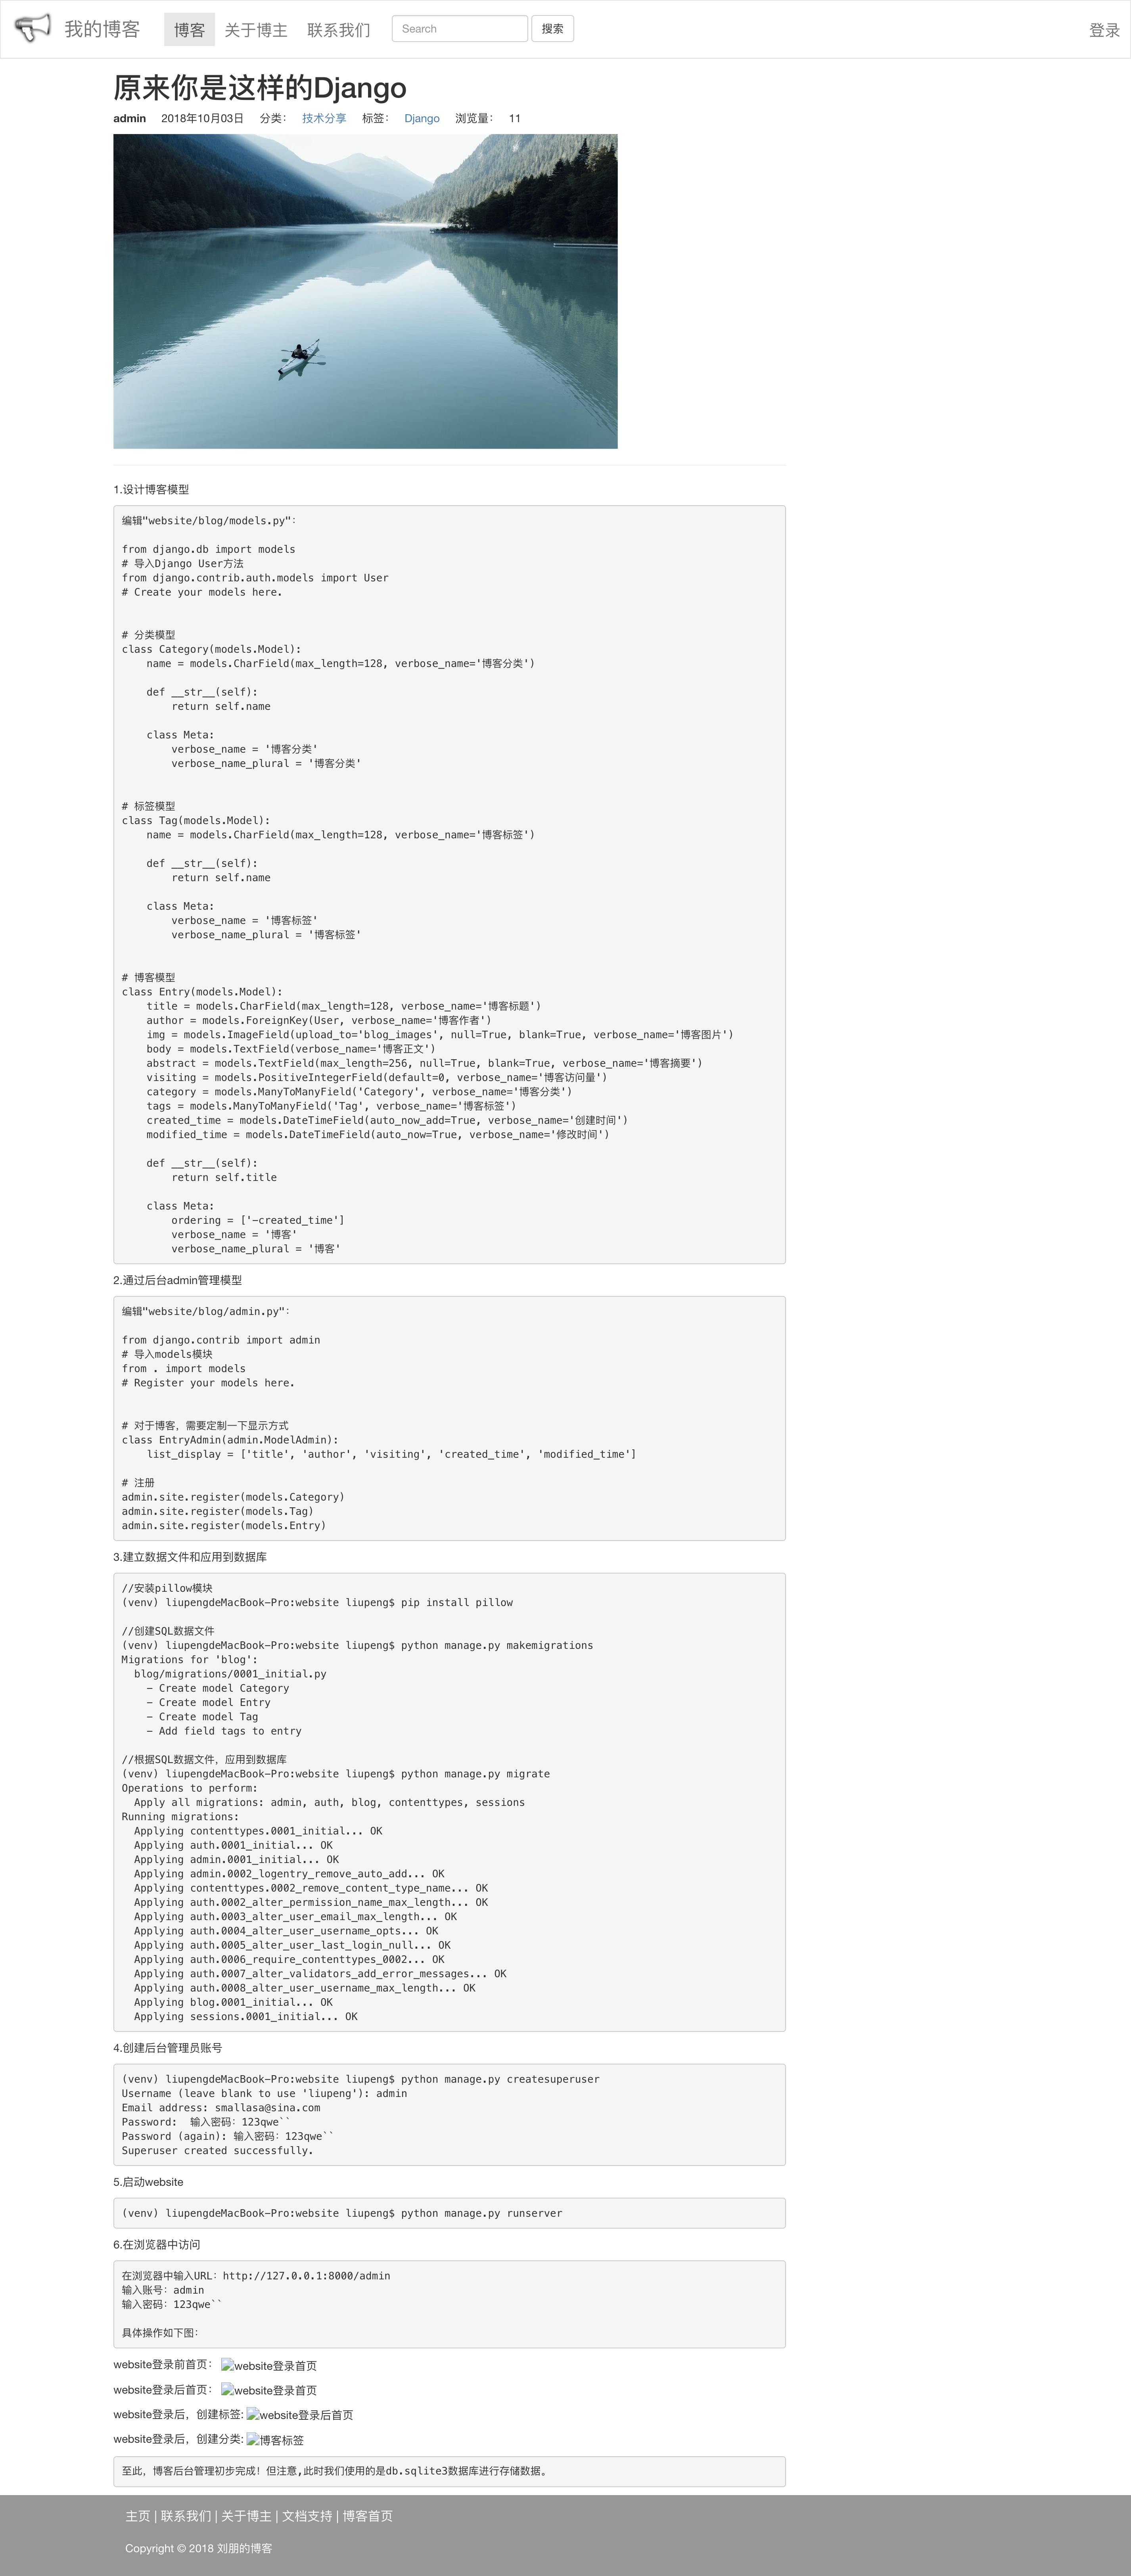 我的博客 博客 关于博主 联系我们 Search 搜索 登录
原来你是这样的Django
admin 2018年10月03日 分类： 技术分享 标签： Django 浏览量： 11
1.设计博客模型
编辑"website/blog/models.py"：
from django.db import models
# 导入Django User方法
from django.contrib.auth.models import User
# Create your models here.
# 分类模型
class Category(models.Model):
    name = models.CharField(max_length=128, verbose_name='博客分类')
    def __str__(self):
        return self.name
    class Meta:
        verbose_name = '博客分类'
        verbose_name_plural = '博客分类'
# 标签模型
class Tag(models.Model):
    name = models.CharField(max_length=128, verbose_name='博客标签')
    def __str__(self):
        return self.name
    class Meta:
        verbose_name = '博客标签'
        verbose_name_plural = '博客标签'
# 博客模型
class Entry(models.Model):
    title = models.CharField(max_length=128, verbose_name='博客标题')
    author = models.ForeignKey(User, verbose_name='博客作者')
    img = models.ImageField(upload_to='blog_images', null=True, blank=True, verbose_name='博客图片')
    body = models.TextField(verbose_name='博客正文')
    abstract = models.TextField(max_length=256, null=True, blank=True, verbose_name='博客摘要')
    visiting = models.PositiveIntegerField(default=0, verbose_name='博客访问量')
    category = models.ManyToManyField('Category', verbose_name='博客分类')
    tags = models.ManyToManyField('Tag', verbose_name='博客标签')
    created_time = models.DateTimeField(auto_now_add=True, verbose_name='创建时间')
    modified_time = models.DateTimeField(auto_now=True, verbose_name='修改时间')
    def __str__(self):
        return self.title
    class Meta:
        ordering = ['-created_time']
        verbose_name = '博客'
        verbose_name_plural = '博客'
2.通过后台admin管理模型
编辑"website/blog/admin.py"：
from django.contrib import admin
# 导入models模块
from . import models
# Register your models here.
# 对于博客，需要定制一下显示方式
class EntryAdmin(admin.ModelAdmin):
    list_display = ['title', 'author', 'visiting', 'created_time', 'modified_time']
# 注册
admin.site.register(models.Category)
admin.site.register(models.Tag)
admin.site.register(models.Entry)
3.建立数据文件和应用到数据库
//安装pillow模块
(venv) liupengdeMacBook-Pro:website liupeng$ pip install pillow
//创建SQL数据文件
(venv) liupengdeMacBook-Pro:website liupeng$ python manage.py makemigrations
Migrations for 'blog':
  blog/migrations/0001_initial.py
    - Create model Category
    - Create model Entry
    - Create model Tag
    - Add field tags to entry
//根据SQL数据文件，应用到数据库
(venv) liupengdeMacBook-Pro:website liupeng$ python manage.py migrate
Operations to perform:
  Apply all migrations: admin, auth, blog, contenttypes, sessions
Running migrations:
  Applying contenttypes.0001_initial... OK
  Applying auth.0001_initial... OK
  Applying admin.0001_initial... OK
  Applying admin.0002_logentry_remove_auto_add... OK
  Applying contenttypes.0002_remove_content_type_name... OK
  Applying auth.0002_alter_permission_name_max_length... OK
  Applying auth.0003_alter_user_email_max_length... OK
  Applying auth.0004_alter_user_username_opts... OK
  Applying auth.0005_alter_user_last_login_null... OK
  Applying auth.0006_require_contenttypes_0002... OK
  Applying auth.0007_alter_validators_add_error_messages... OK
  Applying auth.0008_alter_user_username_max_length... OK
  Applying blog.0001_initial... OK
  Applying sessions.0001_initial... OK
4.创建后台管理员账号
(venv) liupengdeMacBook-Pro:website liupeng$ python manage.py createsuperuser
Username (leave blank to use 'liupeng'): admin
Email address: smallasa@sina.com
Password:  输入密码：123qwe``
Password (again): 输入密码：123qwe``
Superuser created successfully.
5.启动website
(venv) liupengdeMacBook-Pro:website liupeng$ python manage.py runserver
6.在浏览器中访问
在浏览器中输入URL：http://127.0.0.1:8000/admin
输入账号：admin
输入密码：123qwe``
具体操作如下图：
website登录前首页： website登录首页
website登录后首页： website登录首页
website登录后，创建标签: website登录后首页
website登录后，创建分类: 博客标签
至此，博客后台管理初步完成！但注意,此时我们使用的是db.sqlite3数据库进行存储数据。
主页 | 联系我们 | 关于博主 | 文档支持 | 博客首页
Copyright © 2018 刘朋的博客